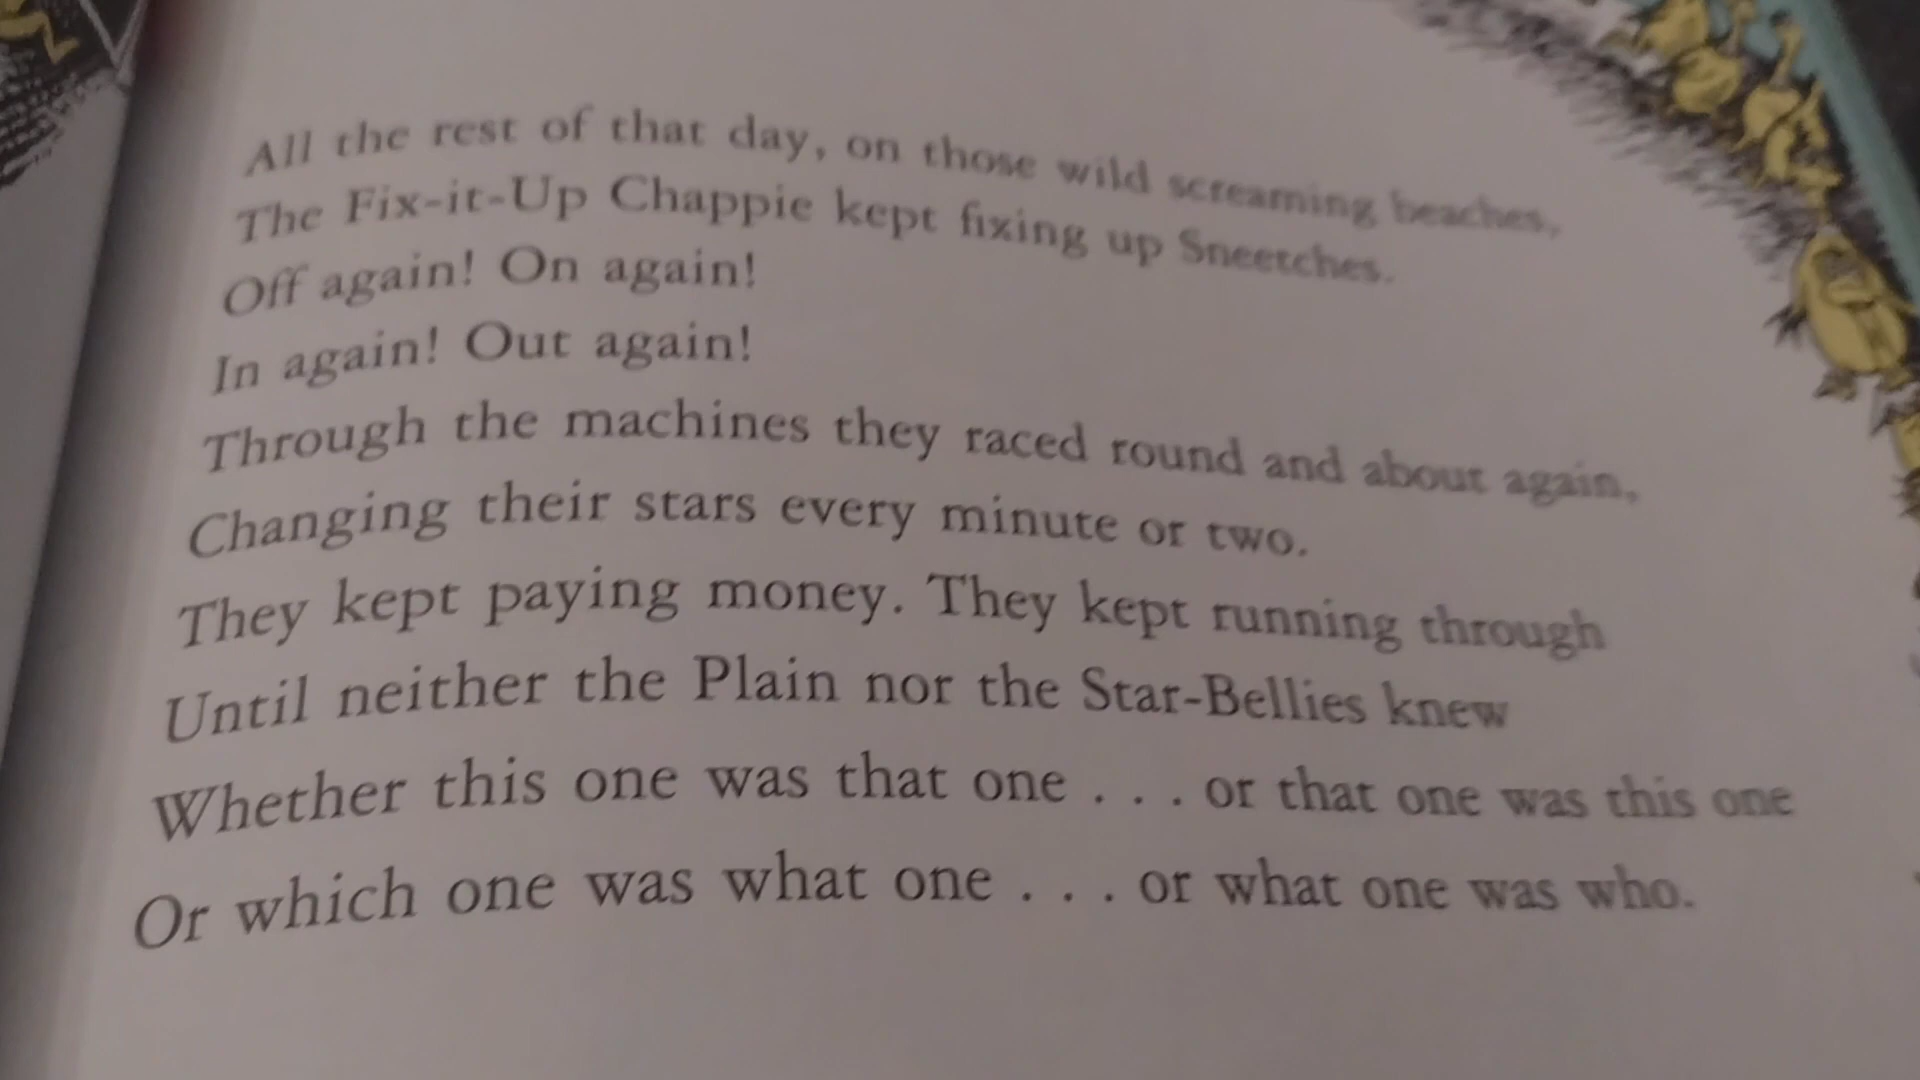 All the rest of that day, on those wild screaming beaches,
The Fix-it-Up Chappie kept fixing up Sneetches.
Off again! On again!
In again! Out again!
Through the machines they raced round and about again,
Changing their stars every minute or two.
They kept paying money. They kept running through
Until neither the Plain nor the Star-Bellies knew
Whether this one was that one . . . or that one was this one
Or which one was what one . . . or what one was who.